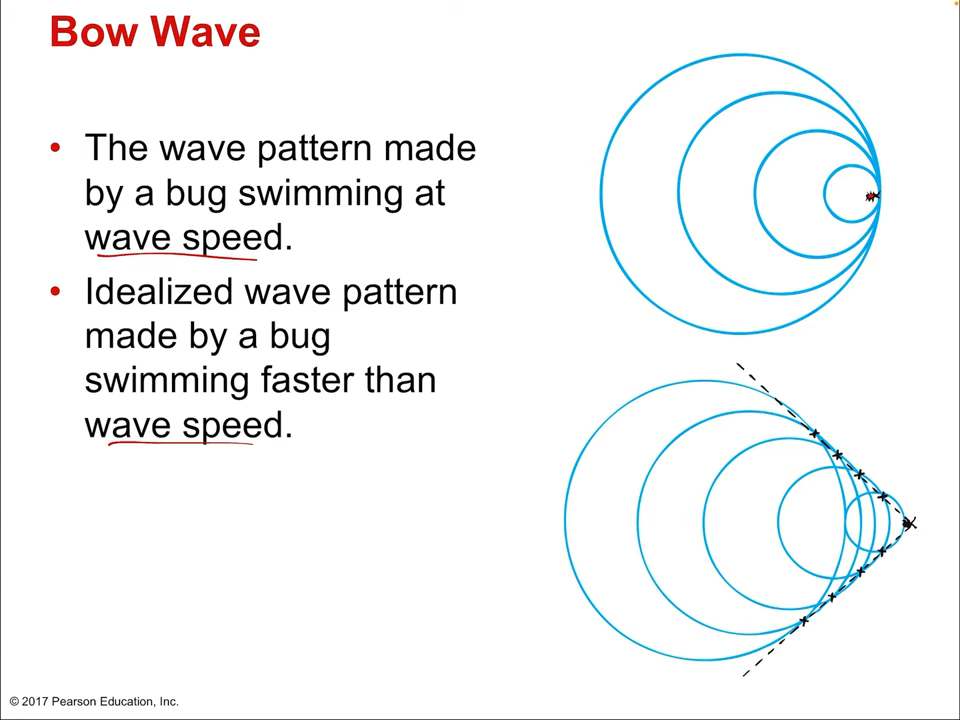 Bow Wave
• The wave pattern made
by a bug swimming at
wave speed.
• Idealized wave pattern
made by a bug
swimming faster than
wave speed.
© 2017 Pearson Education, Inc.